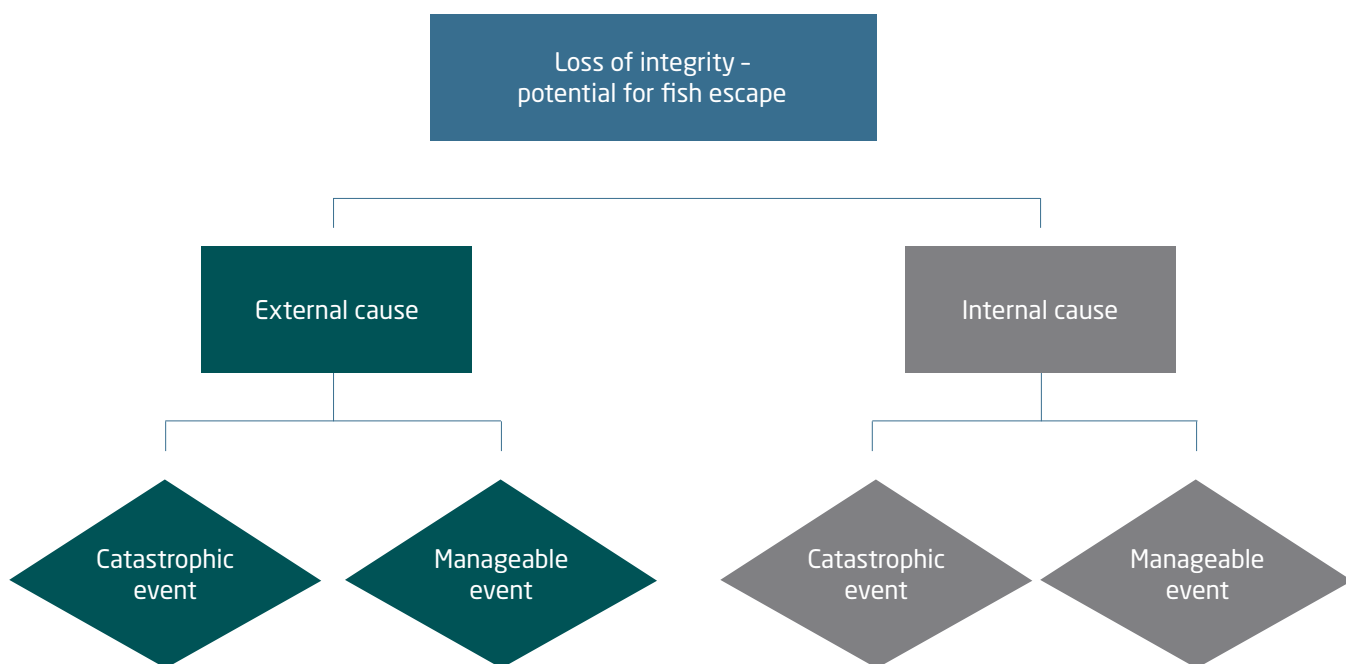 Loss of integrity –
potential for fish escape
External cause
Internal cause
Catastrophic
event
Manageable
event
Catastrophic
event
Manageable
event